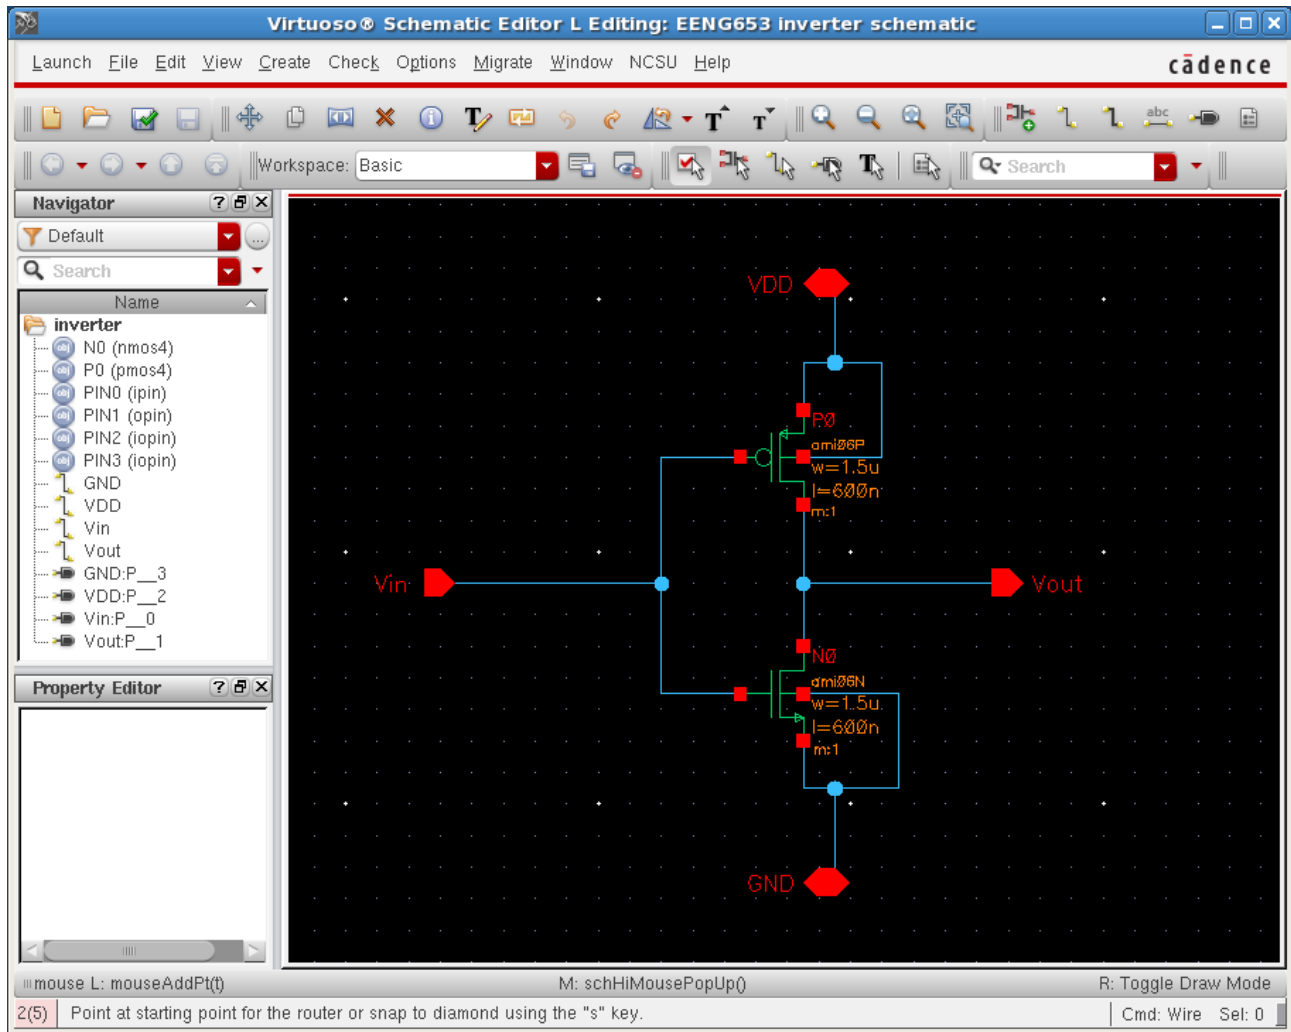 Virtuoso® Schematic Editor L Editing: EENG653 inverter schematic
Launch File Edit View Create Check Options Migrate Window NCSU Help
cādence
abc
Workspace: Basic
Search
Navigator
Default
Search
Name
inverter
N0 (nmos4)
P0 (pmos4)
PIN0 (ipin)
PIN1 (opin)
PIN2 (iopin)
PIN3 (iopin)
GND
VDD
Vin
Vout
GND:P__3
VDD:P__2
Vin:P__0
Vout:P__1
Property Editor
VDD
P0
ami06P
w=1.5u
l=600n
m:1
Vin
Vout
N0
ami06N
w=1.5u
l=600n
m:1
GND
mouse L: mouseAddPt(t) M: schHiMousePopUp() R: Toggle Draw Mode
2(5) Point at starting point for the router or snap to diamond using the "s" key. Cmd: Wire Sel: 0